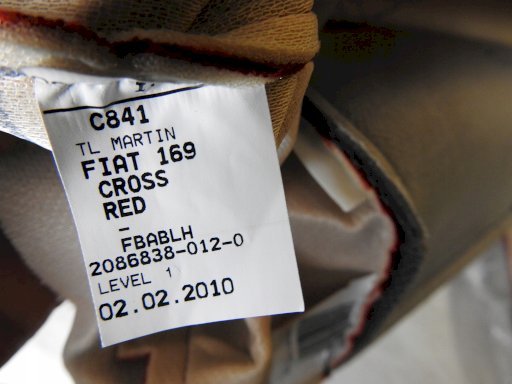 C841
TL MARTIN
FIAT 169
CROSS
RED
-
FBABLH
2086838-012-0
LEVEL 1
02.02.2010